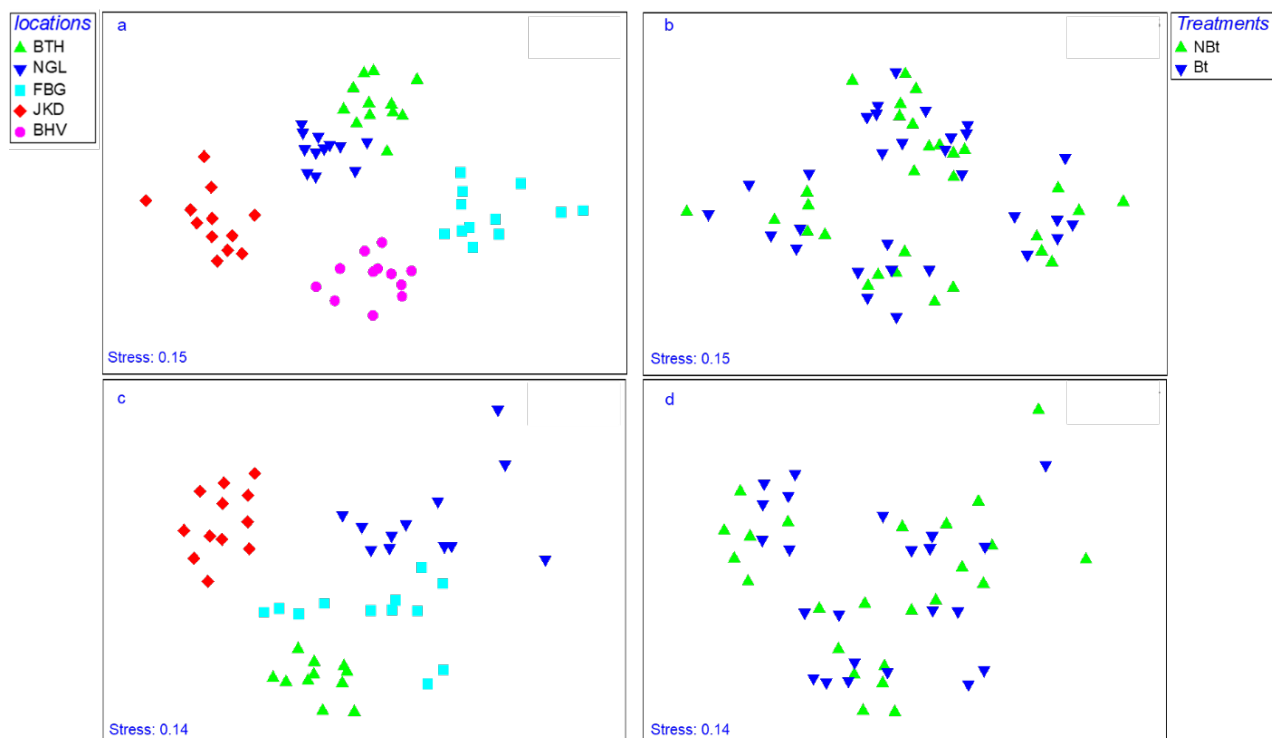 locations
BTH
NGL
FBG
JKD
BHV
a
Stress: 0.15
b
Stress: 0.15
Treatments
NBt
Bt
c
Stress: 0.14
d
Stress: 0.14